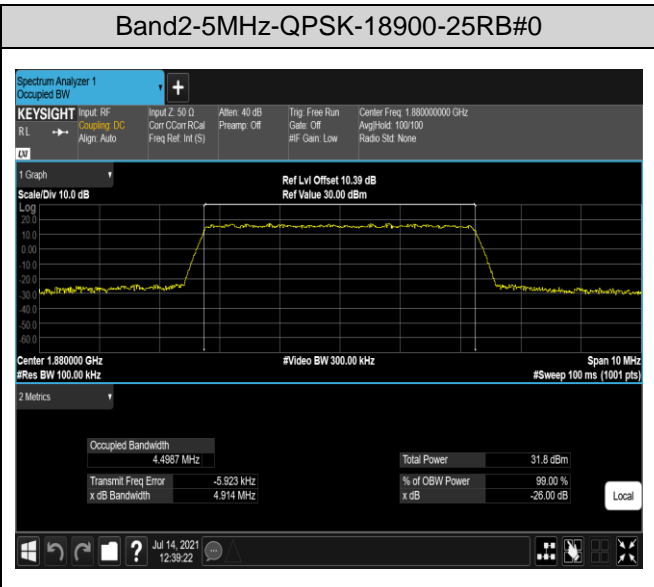 Band2-5MHz-QPSK-18900-25RB#0
Spectrum Analyzer 1
Occupied BW
KEYSIGHT Input: RF Input Z: 50 Ω Atten: 40 dB Trig: Free Run Center Freq: 1.880000000 GHz
RL Coupling: DC Corr CCorr RCal Preamp: Off Gate: Off Avg|Hold: 100/100
Align: Auto Freq Ref: Int (S) #IF Gain: Low Radio Std: None
LXI
1 Graph Ref Lvl Offset 10.39 dB
Scale/Div 10.0 dB Ref Value 30.00 dBm
Log
20.0
10.0
0.00
-10.0
-20.0
-30.0
-40.0
-50.0
-60.0
Center 1.880000 GHz #Video BW 300.00 kHz Span 10 MHz
#Res BW 100.00 kHz #Sweep 100 ms (1001 pts)
2 Metrics
Occupied Bandwidth
4.4987 MHz Total Power 31.8 dBm
Transmit Freq Error -5.923 kHz % of OBW Power 99.00 %
x dB Bandwidth 4.914 MHz x dB -26.00 dB
Local
? Jul 14, 2021
12:39:22